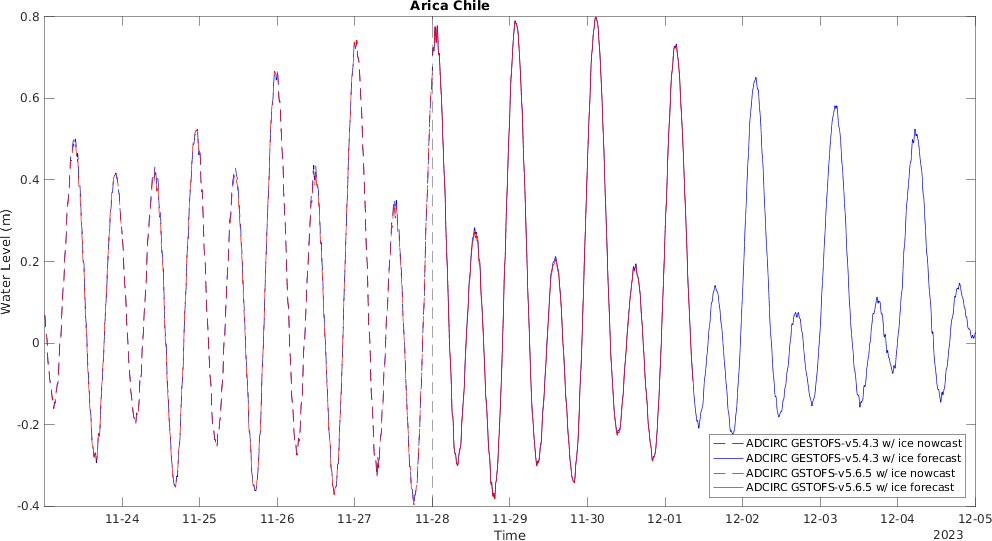 Arica Chile
0.8
0.6
0.4
0.2
0
-0.2
-0.4
Water Level (m)
11-24
11-25
11-26
11-27
11-28
11-29
11-30
12-01
12-02
12-03
12-04
12-05
Time
2023
ADCIRC GESTOFS-v5.4.3 w/ ice nowcast
ADCIRC GESTOFS-v5.4.3 w/ ice forecast
ADCIRC GSTOFS-v5.6.5 w/ ice nowcast
ADCIRC GSTOFS-v5.6.5 w/ ice forecast